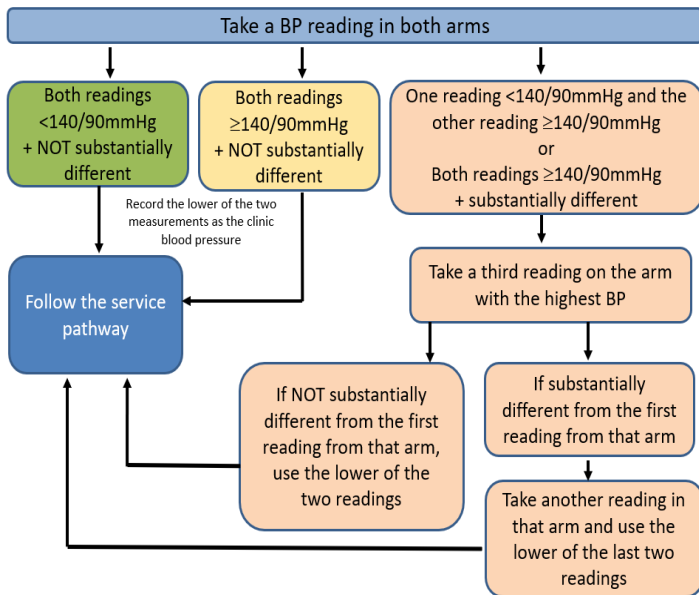 Take a BP reading in both arms
Both readings
<140/90mmHg
+ NOT substantially
different
Both readings
≥140/90mmHg
+ NOT substantially
different
One reading <140/90mmHg and the
other reading ≥140/90mmHg
or
Both readings ≥140/90mmHg
+ substantially different
Record the lower of the two
measurements as the clinic
blood pressure
Follow the service
pathway
Take a third reading on the arm
with the highest BP
If NOT substantially
different from the first
reading from that arm,
use the lower of the
two readings
If substantially
different from the first
reading from that arm
Take another reading in
that arm and use the
lower of the last two
readings